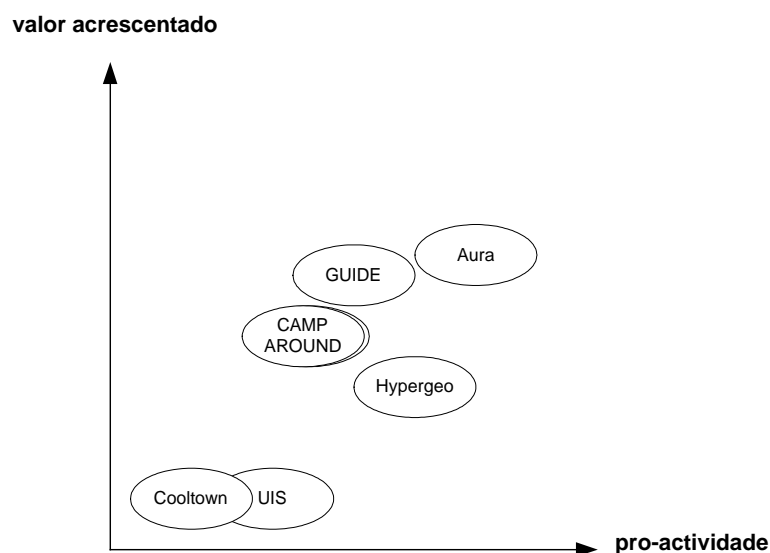 valor acrescentado
Aura
GUIDE
CAMP
AROUND
Hypergeo
Cooltown
UIS
pro-actividade